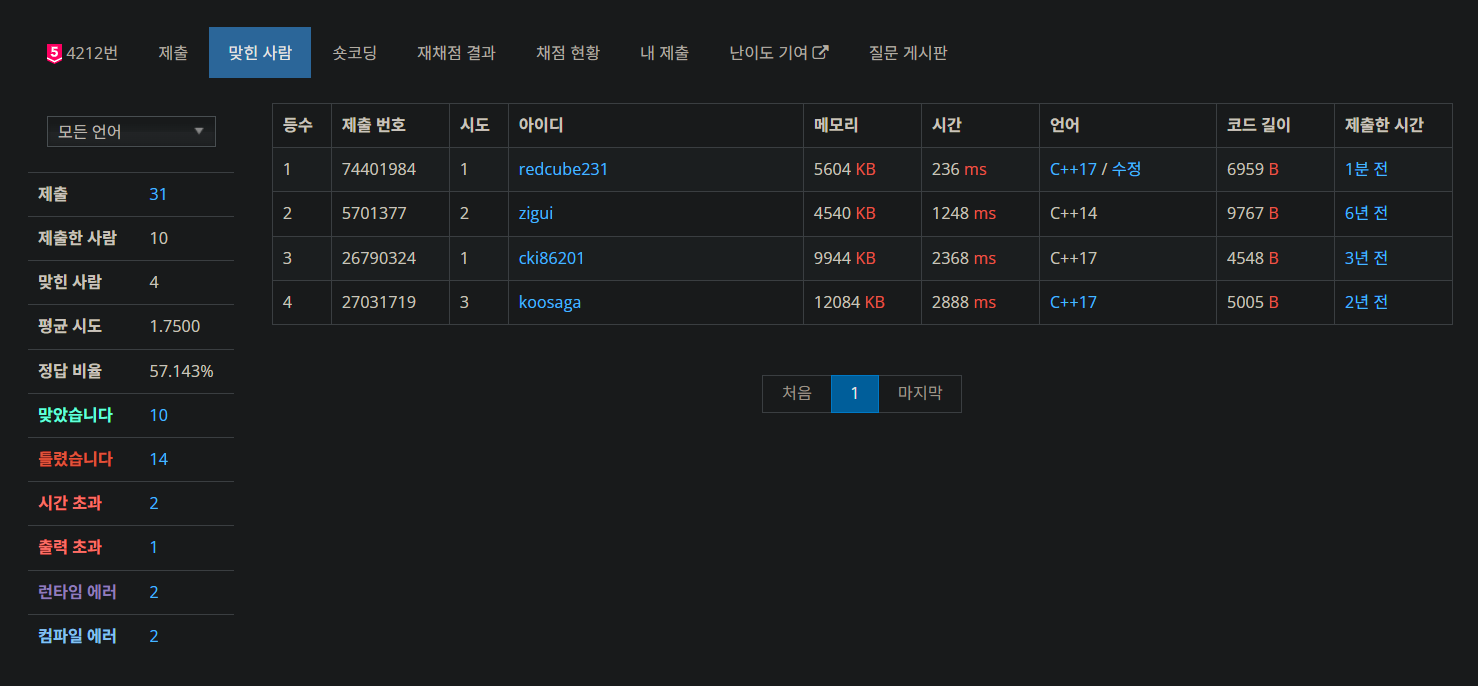 5 4212번 제출 맞힌 사람 숏코딩 재채점 결과 채점 현황 내 제출 난이도 기여 질문 게시판
모든 언어
제출 31
제출한 사람 10
맞힌 사람 4
평균 시도 1.7500
정답 비율 57.143%
맞았습니다 10
틀렸습니다 14
시간 초과 2
출력 초과 1
런타임 에러 2
컴파일 에러 2
등수 제출 번호 시도 아이디 메모리 시간 언어 코드 길이 제출한 시간
1 74401984 1 redcube231 5604 KB 236 ms C++17 / 수정 6959 B 1분 전
2 5701377 2 zigui 4540 KB 1248 ms C++14 9767 B 6년 전
3 26790324 1 cki86201 9944 KB 2368 ms C++17 4548 B 3년 전
4 27031719 3 koosaga 12084 KB 2888 ms C++17 5005 B 2년 전
처음 1 마지막